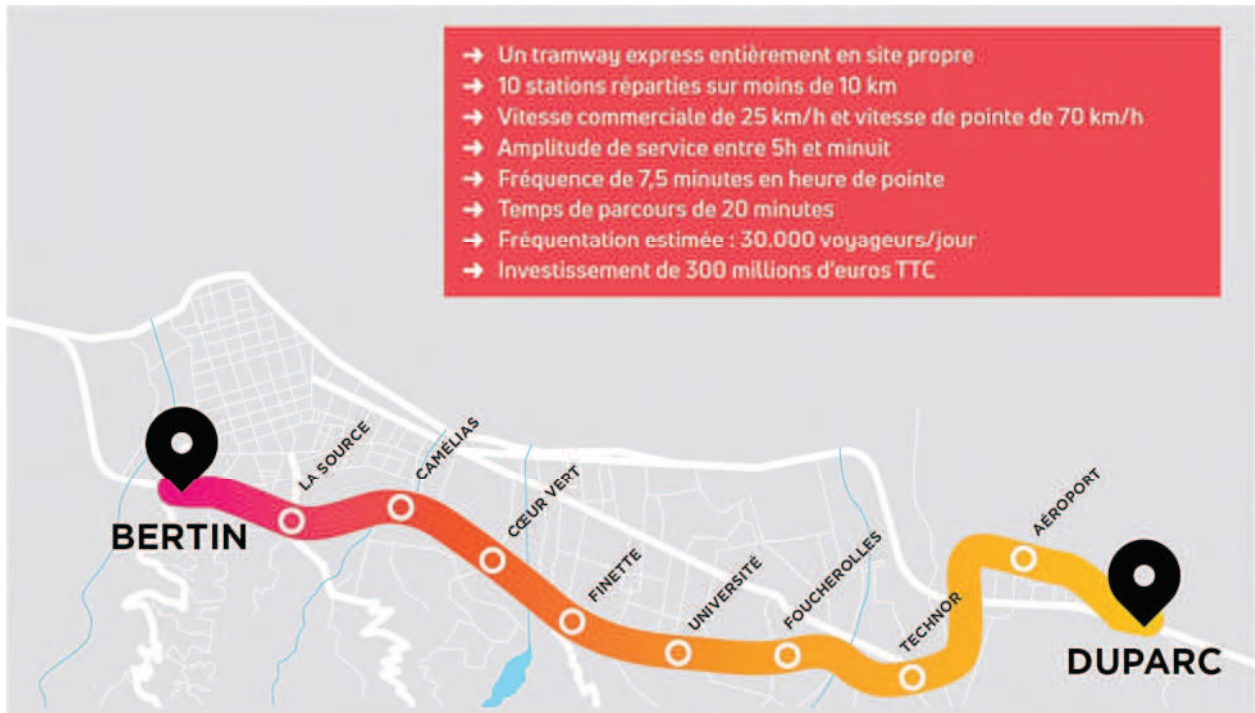 → Un tramway express entièrement en site propre
→ 10 stations réparties sur moins de 10 km
→ Vitesse commerciale de 25 km/h et vitesse de pointe de 70 km/h
→ Amplitude de service entre 5h et minuit
→ Fréquence de 7,5 minutes en heure de pointe
→ Temps de parcours de 20 minutes
→ Fréquentation estimée : 30.000 voyageurs/jour
→ Investissement de 300 millions d'euros TTC
BERTIN
LA SOURCE
CAMÉLIAS
CŒUR VERT
FINETTE
UNIVERSITÉ
FOUCHEROLLES
TECHNOR
AÉROPORT
DUPARC